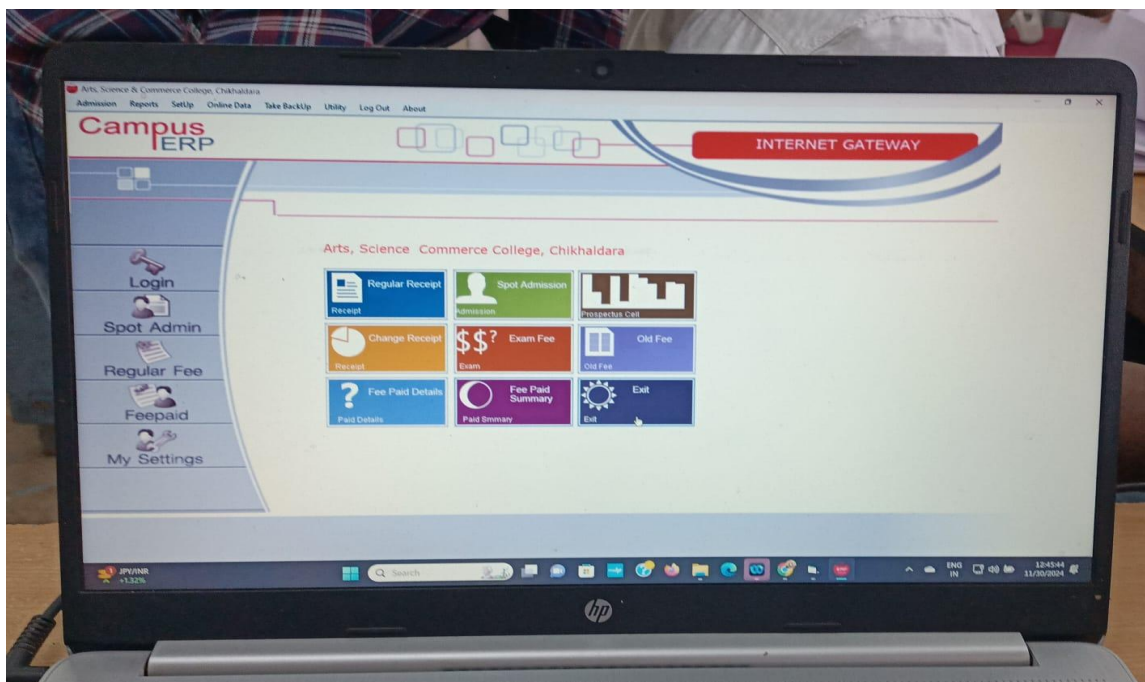 Arts, Science & Commerce College, Chikhaldara
Admission Reports SetUp Online Data Take BackUp Utility Log Out About
Campus
ERP
INTERNET GATEWAY
Arts, Science Commerce College, Chikhaldara
Login
Spot Admin
Regular Fee
Feepaid
My Settings
Regular Receipt
Receipt
Spot Admission
Admission
Prospectus Cell
Change Receipt
Receipt
$$? Exam Fee
Exam
Old Fee
Old Fee
? Fee Paid Details
Paid Details
Fee Paid
Summary
Paid Smmary
Exit
Exit
JPY/INR
+1.32%
Search
ENG
IN
12:45:44
11/30/2024
hp